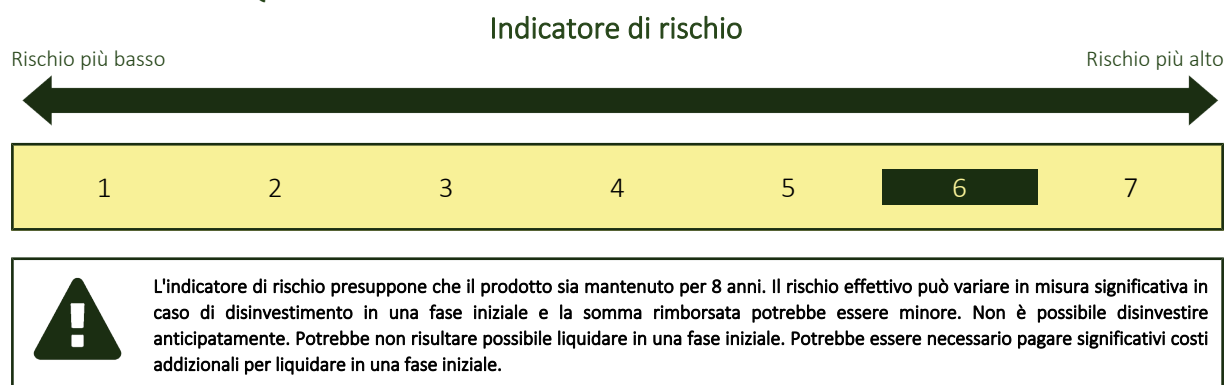 Indicatore di rischio
Rischio più basso
Rischio più alto
1 2 3 4 5 6 7
L'indicatore di rischio presuppone che il prodotto sia mantenuto per 8 anni. Il rischio effettivo può variare in misura significativa in
caso di disinvestimento in una fase iniziale e la somma rimborsata potrebbe essere minore. Non è possibile disinvestire
anticipatamente. Potrebbe non risultare possibile liquidare in una fase iniziale. Potrebbe essere necessario pagare significativi costi
addizionali per liquidare in una fase iniziale.